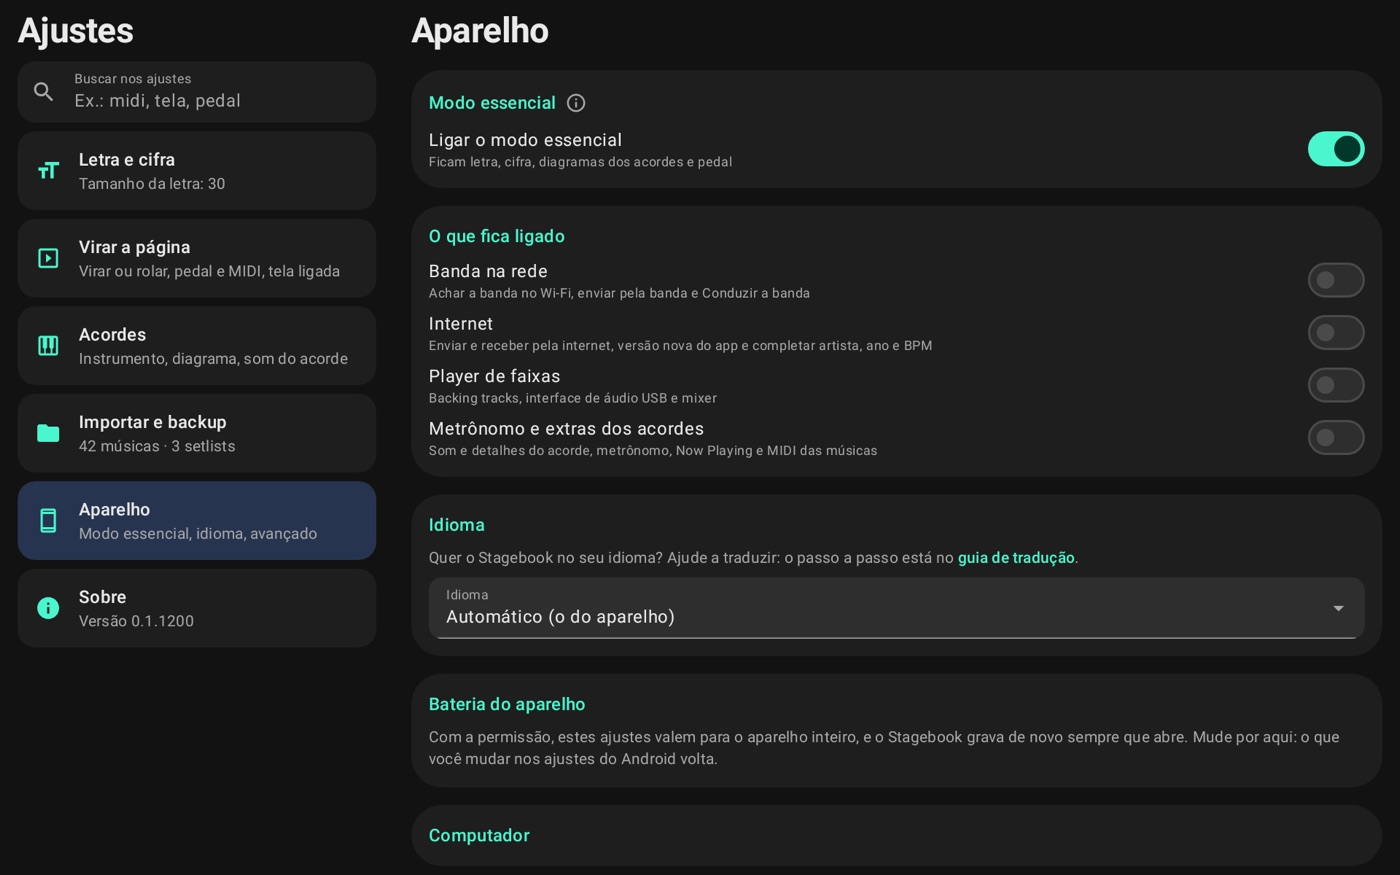 Ajustes
Buscar nos ajustes
Ex.: midi, tela, pedal
Letra e cifra
Tamanho da letra: 30
Virar a página
Virar ou rolar, pedal e MIDI, tela ligada
Acordes
Instrumento, diagrama, som do acorde
Importar e backup
42 músicas · 3 setlists
Aparelho
Modo essencial, idioma, avançado
Sobre
Versão 0.1.1200
Aparelho
Modo essencial
Ligar o modo essencial
Ficam letra, cifra, diagramas dos acordes e pedal
O que fica ligado
Banda na rede
Achar a banda no Wi-Fi, enviar pela banda e Conduzir a banda
Internet
Enviar e receber pela internet, versão nova do app e completar artista, ano e BPM
Player de faixas
Backing tracks, interface de áudio USB e mixer
Metrônomo e extras dos acordes
Som e detalhes do acorde, metrônomo, Now Playing e MIDI das músicas
Idioma
Quer o Stagebook no seu idioma? Ajude a traduzir: o passo a passo está no guia de tradução.
Idioma
Automático (o do aparelho)
Bateria do aparelho
Com a permissão, estes ajustes valem para o aparelho inteiro, e o Stagebook grava de novo sempre que abre. Mude por aqui: o que
você mudar nos ajustes do Android volta.
Computador